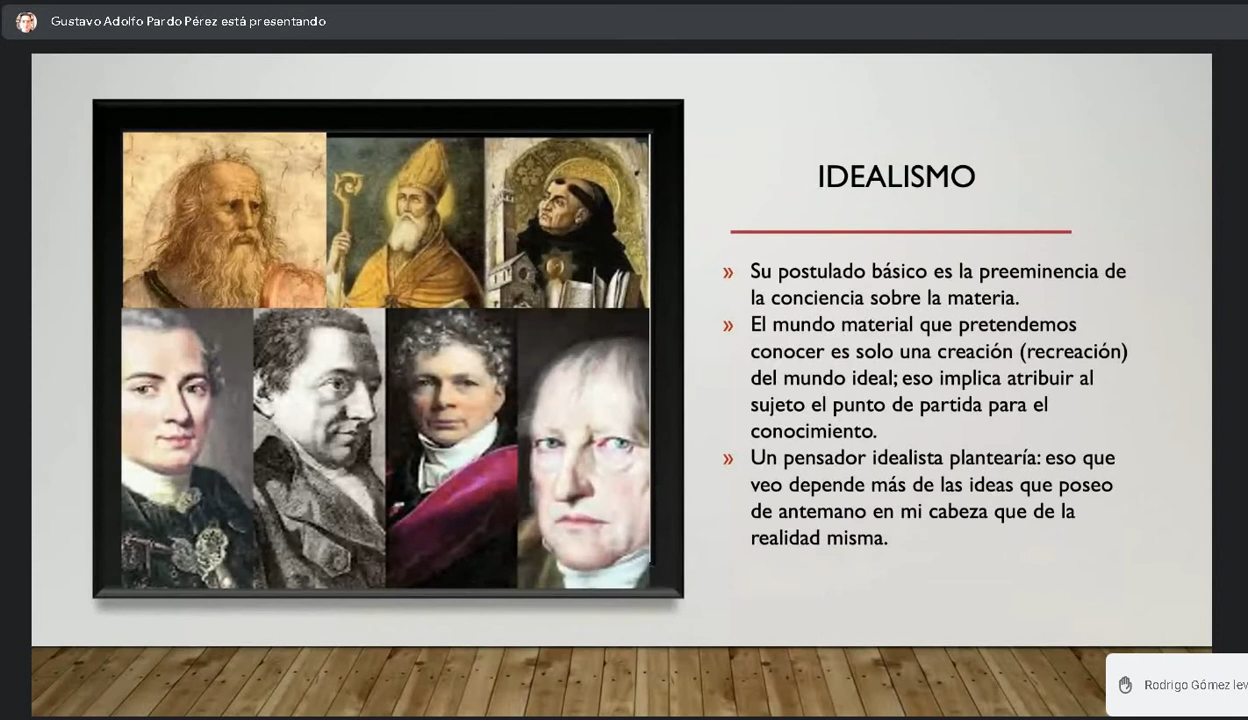 Gustavo Adolfo Pardo Pérez está presentando
IDEALISMO
» Su postulado básico es la preeminencia de
la conciencia sobre la materia.
» El mundo material que pretendemos
conocer es solo una creación (recreación)
del mundo ideal; eso implica atribuir al
sujeto el punto de partida para el
conocimiento.
» Un pensador idealista plantearía: eso que
veo depende más de las ideas que poseo
de antemano en mi cabeza que de la
realidad misma.
Rodrigo Gómez lev